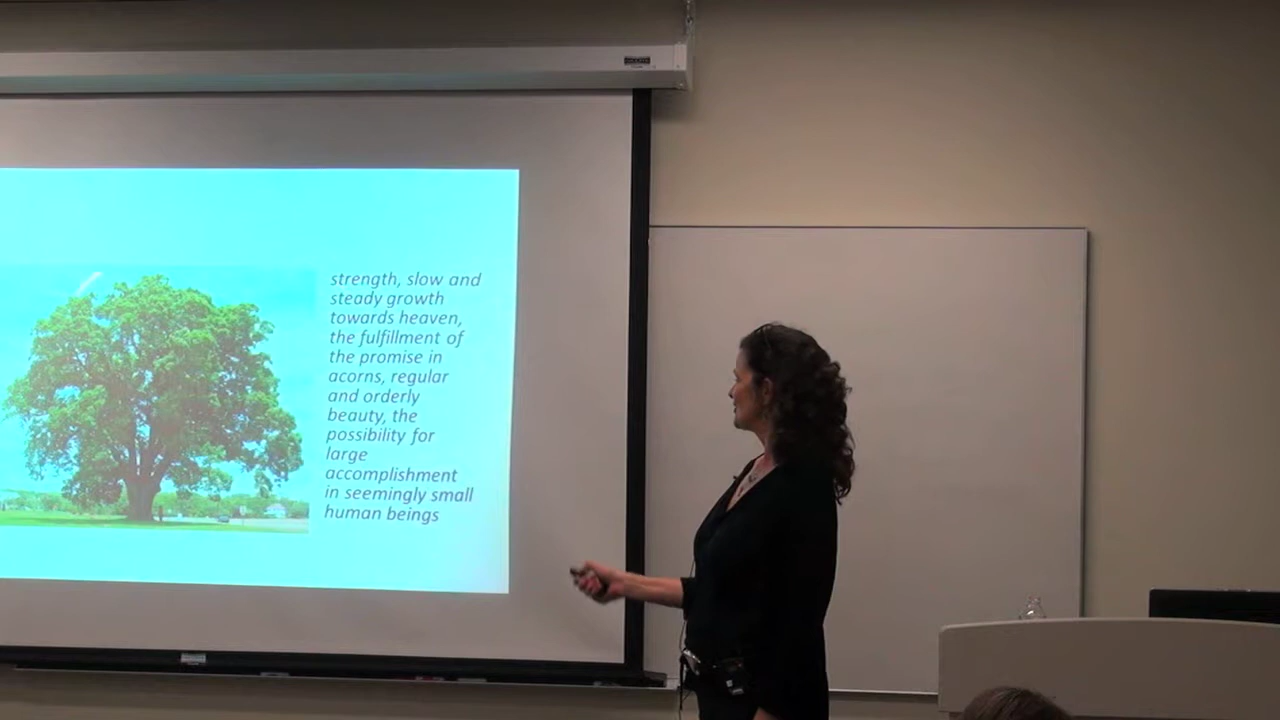 strength, slow and
steady growth
towards heaven,
the fulfillment of
the promise in
acorns, regular
and orderly
beauty, the
possibility for
large
accomplishment
in seemingly small
human beings